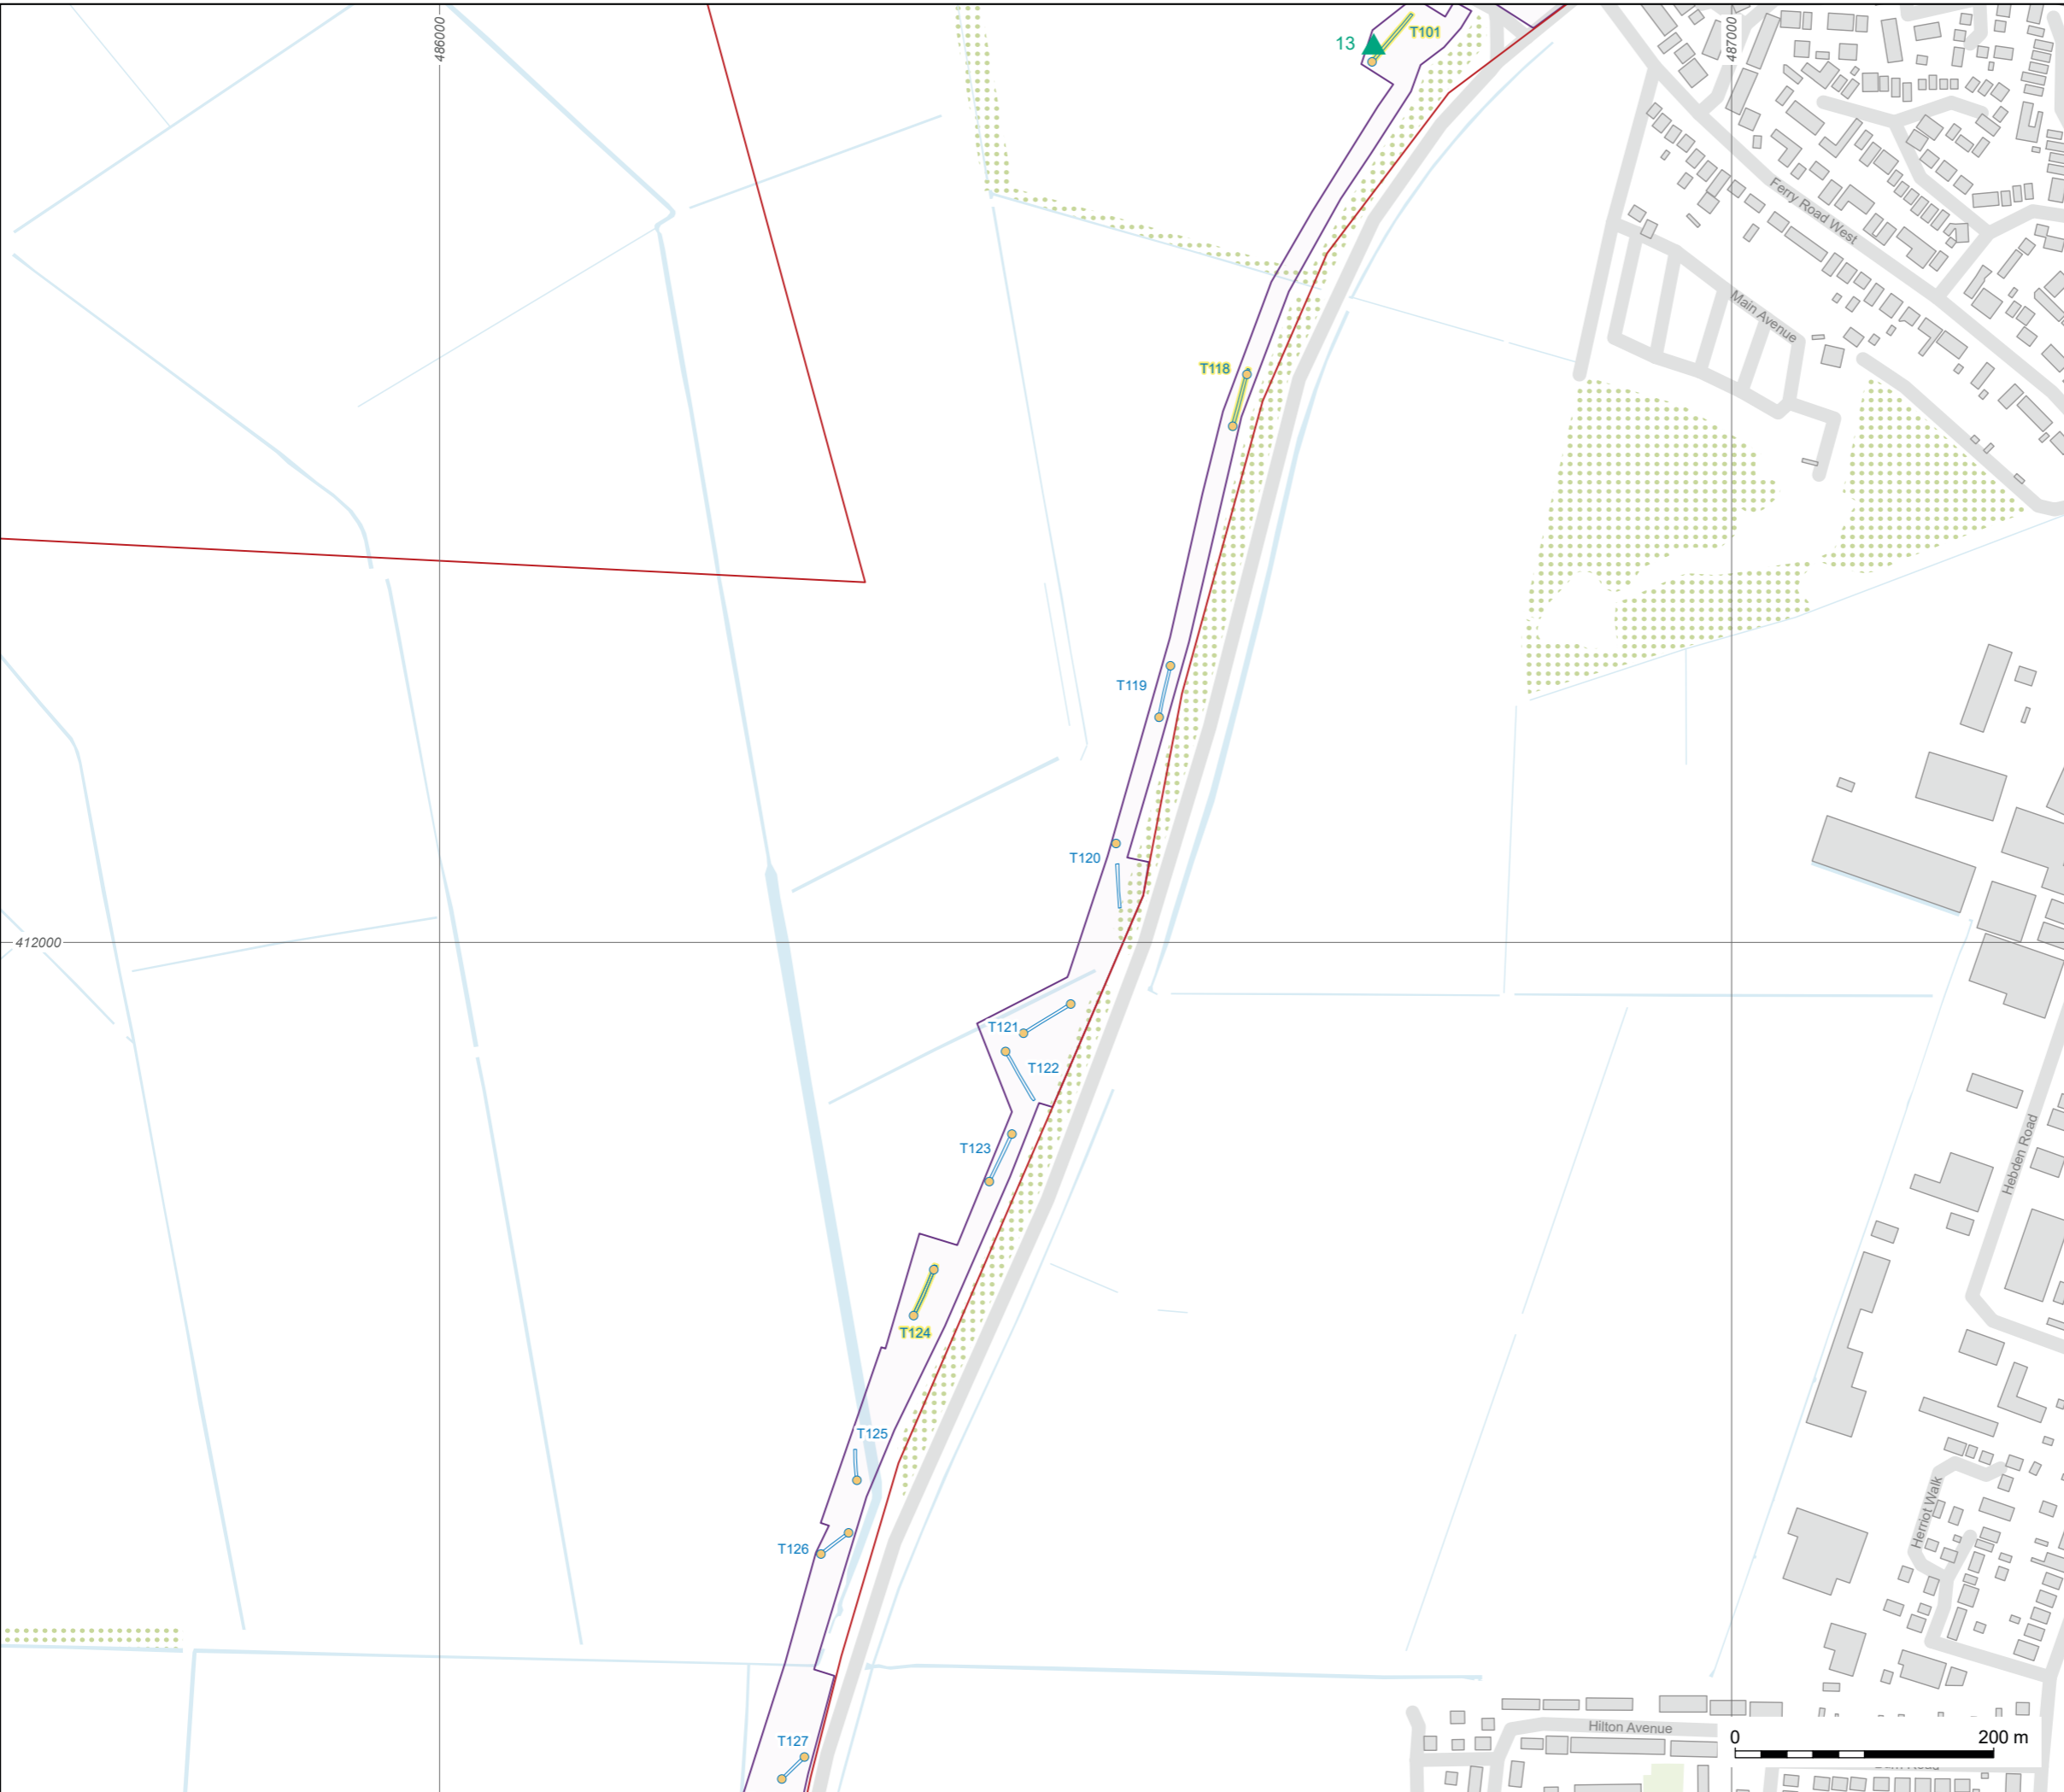 486000
487000
13
T101
Ferry Road West
Main Avenue
T118
T119
T120
412000
T121
T122
T123
Hebden Road
T124
T125
T126
Herriot Walk
T127
Hilton Avenue
0
200 m